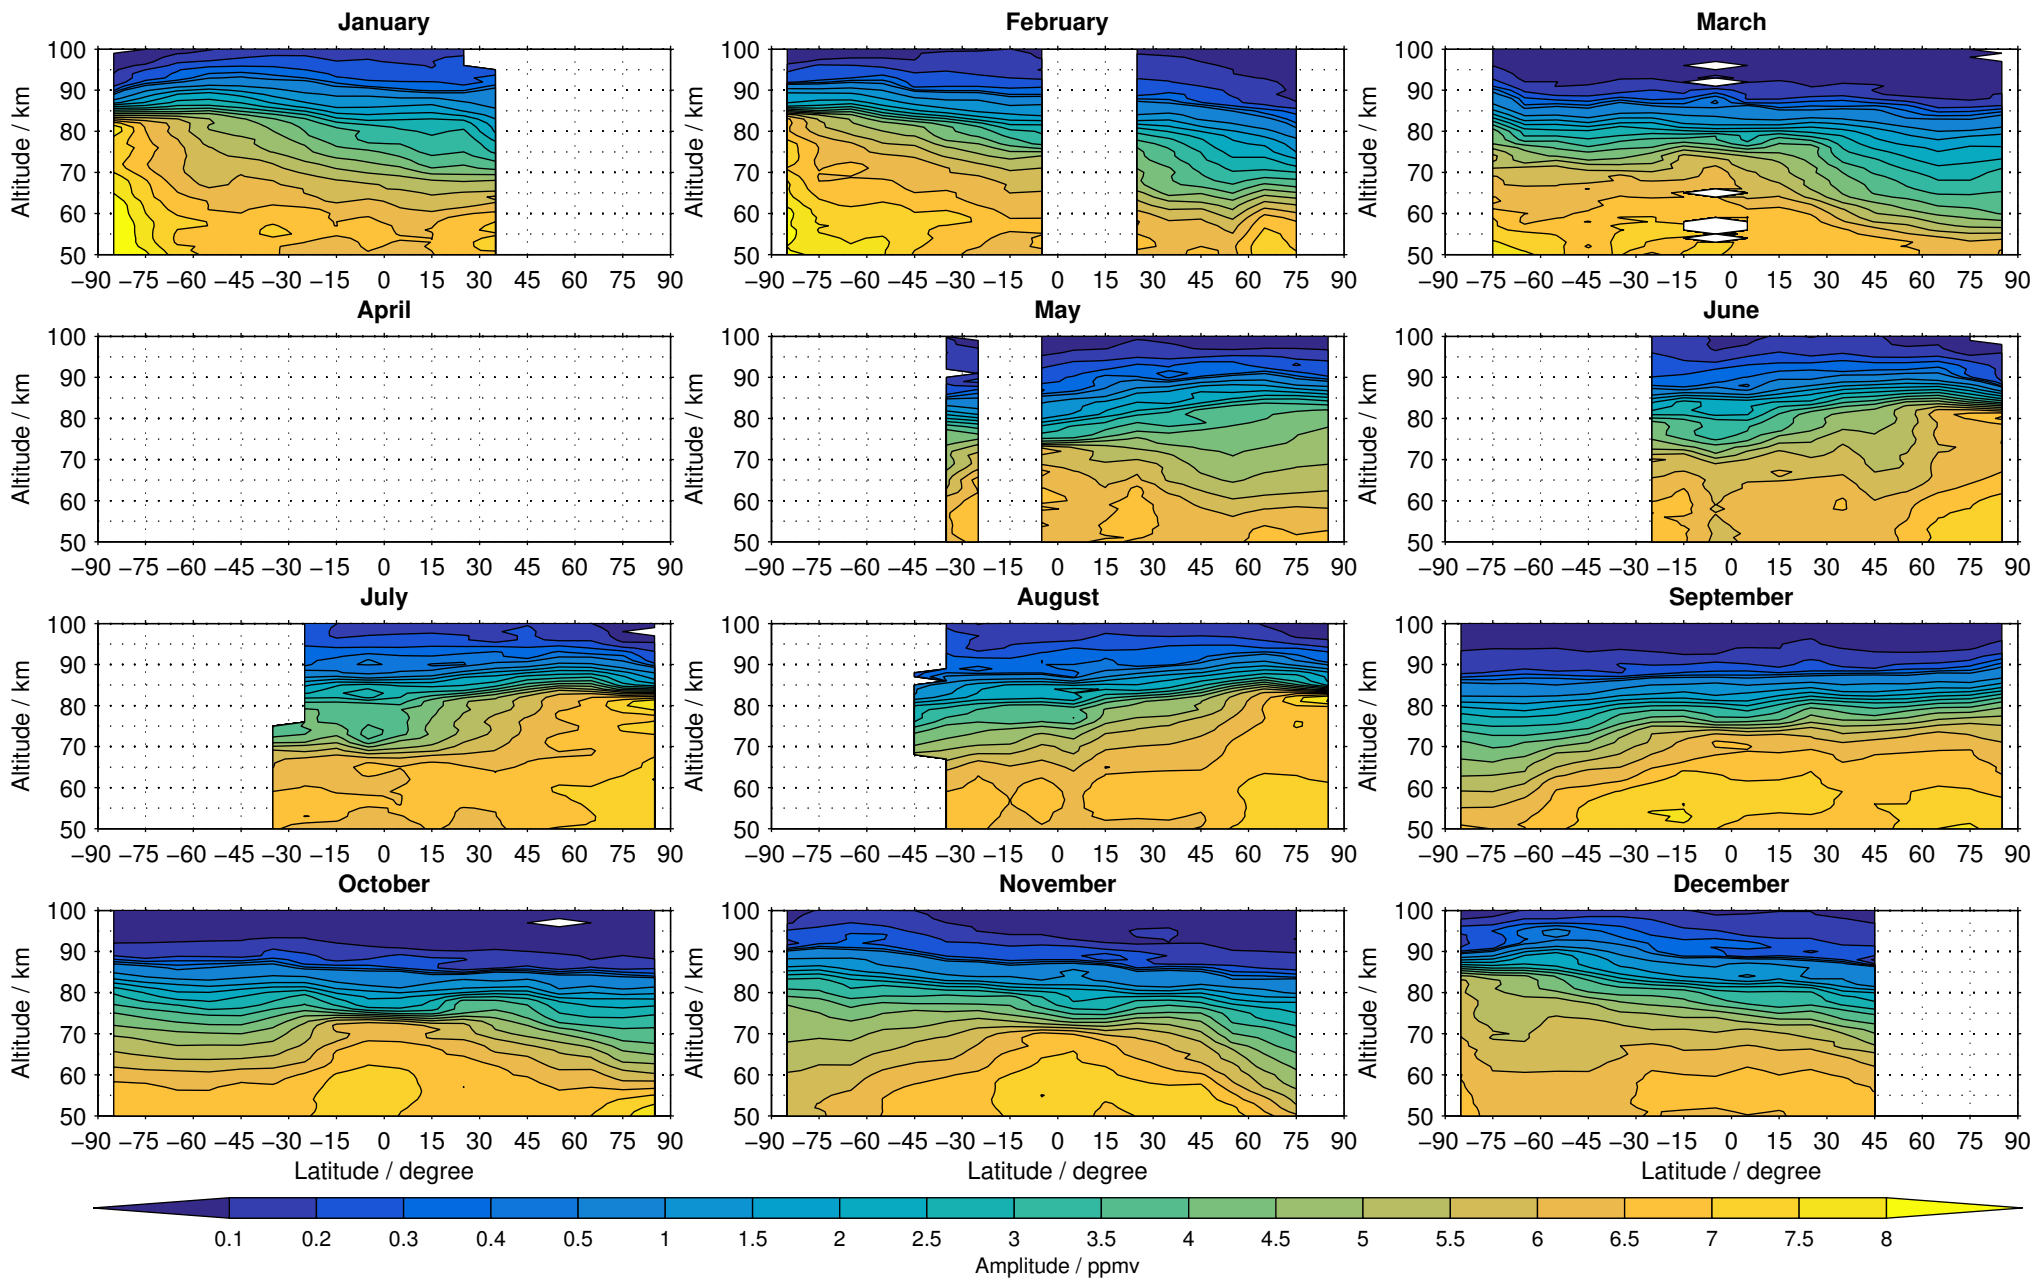 January February March
100 100 100
90 90 90
80 80 80
70 70 70
60 60 60
50 50 50
Altitude / km Altitude / km Altitude / km
−90 −75 −60 −45 −30 −15 0 15 30 45 60 75 90 −90 −75 −60 −45 −30 −15 0 15 30 45 60 75 90 −90 −75 −60 −45 −30 −15 0 15 30 45 60 75 90
April May June
100 100 100
90 90 90
80 80 80
70 70 70
60 60 60
50 50 50
Altitude / km Altitude / km Altitude / km
−90 −75 −60 −45 −30 −15 0 15 30 45 60 75 90 −90 −75 −60 −45 −30 −15 0 15 30 45 60 75 90 −90 −75 −60 −45 −30 −15 0 15 30 45 60 75 90
July August September
100 100 100
90 90 90
80 80 80
70 70 70
60 60 60
50 50 50
Altitude / km Altitude / km Altitude / km
−90 −75 −60 −45 −30 −15 0 15 30 45 60 75 90 −90 −75 −60 −45 −30 −15 0 15 30 45 60 75 90 −90 −75 −60 −45 −30 −15 0 15 30 45 60 75 90
October November December
100 100 100
90 90 90
80 80 80
70 70 70
60 60 60
50 50 50
Altitude / km Altitude / km Altitude / km
−90 −75 −60 −45 −30 −15 0 15 30 45 60 75 90 −90 −75 −60 −45 −30 −15 0 15 30 45 60 75 90 −90 −75 −60 −45 −30 −15 0 15 30 45 60 75 90
Latitude / degree Latitude / degree Latitude / degree
0.1 0.2 0.3 0.4 0.5 1 1.5 2 2.5 3 3.5 4 4.5 5 5.5 6 6.5 7 7.5 8
Amplitude / ppmv